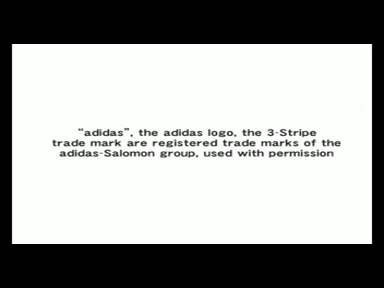 “adidas”, the adidas logo, the 3-Stripe
trade mark are registered trade marks of the
adidas-Salomon group, used with permission